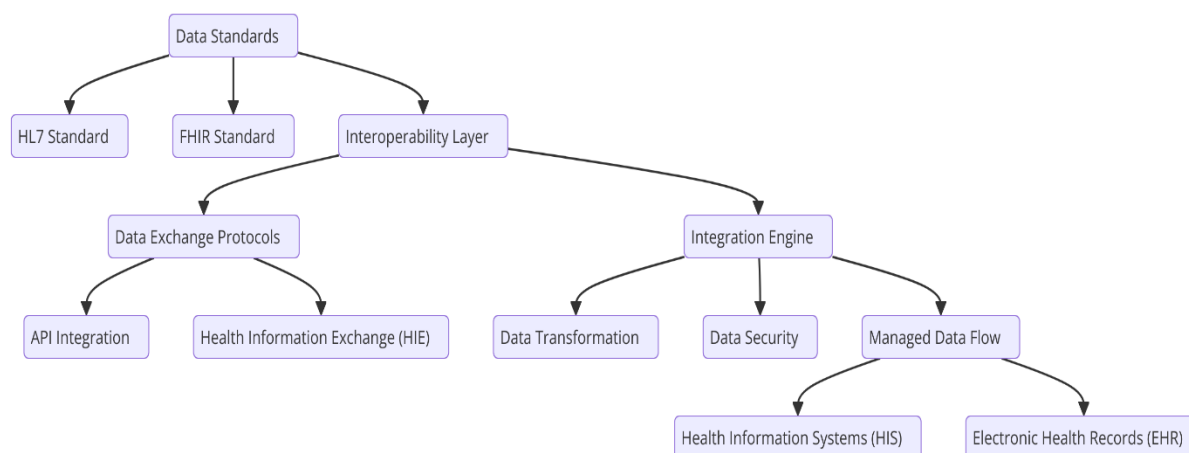 Data Standards
HL7 Standard
FHIR Standard
Interoperability Layer
Data Exchange Protocols
Integration Engine
API Integration
Health Information Exchange (HIE)
Data Transformation
Data Security
Managed Data Flow
Health Information Systems (HIS)
Electronic Health Records (EHR)